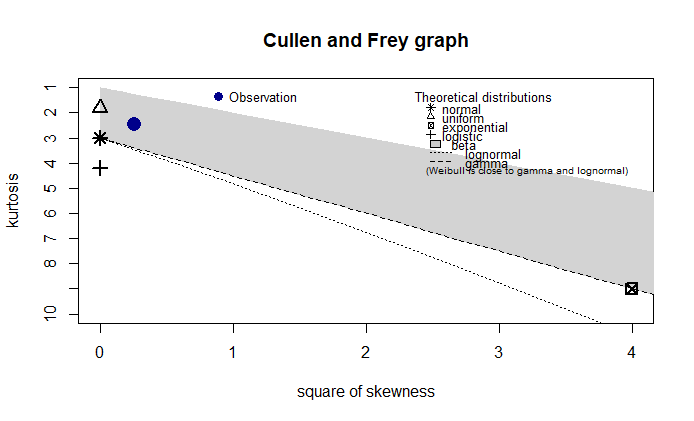 Cullen and Frey graph
Observation
Theoretical distributions
normal
uniform
exponential
logistic
beta
lognormal
gamma
(Weibull is close to gamma and lognormal)
kurtosis
1
2
3
4
5
6
7
8
10
0 1 2 3 4
square of skewness